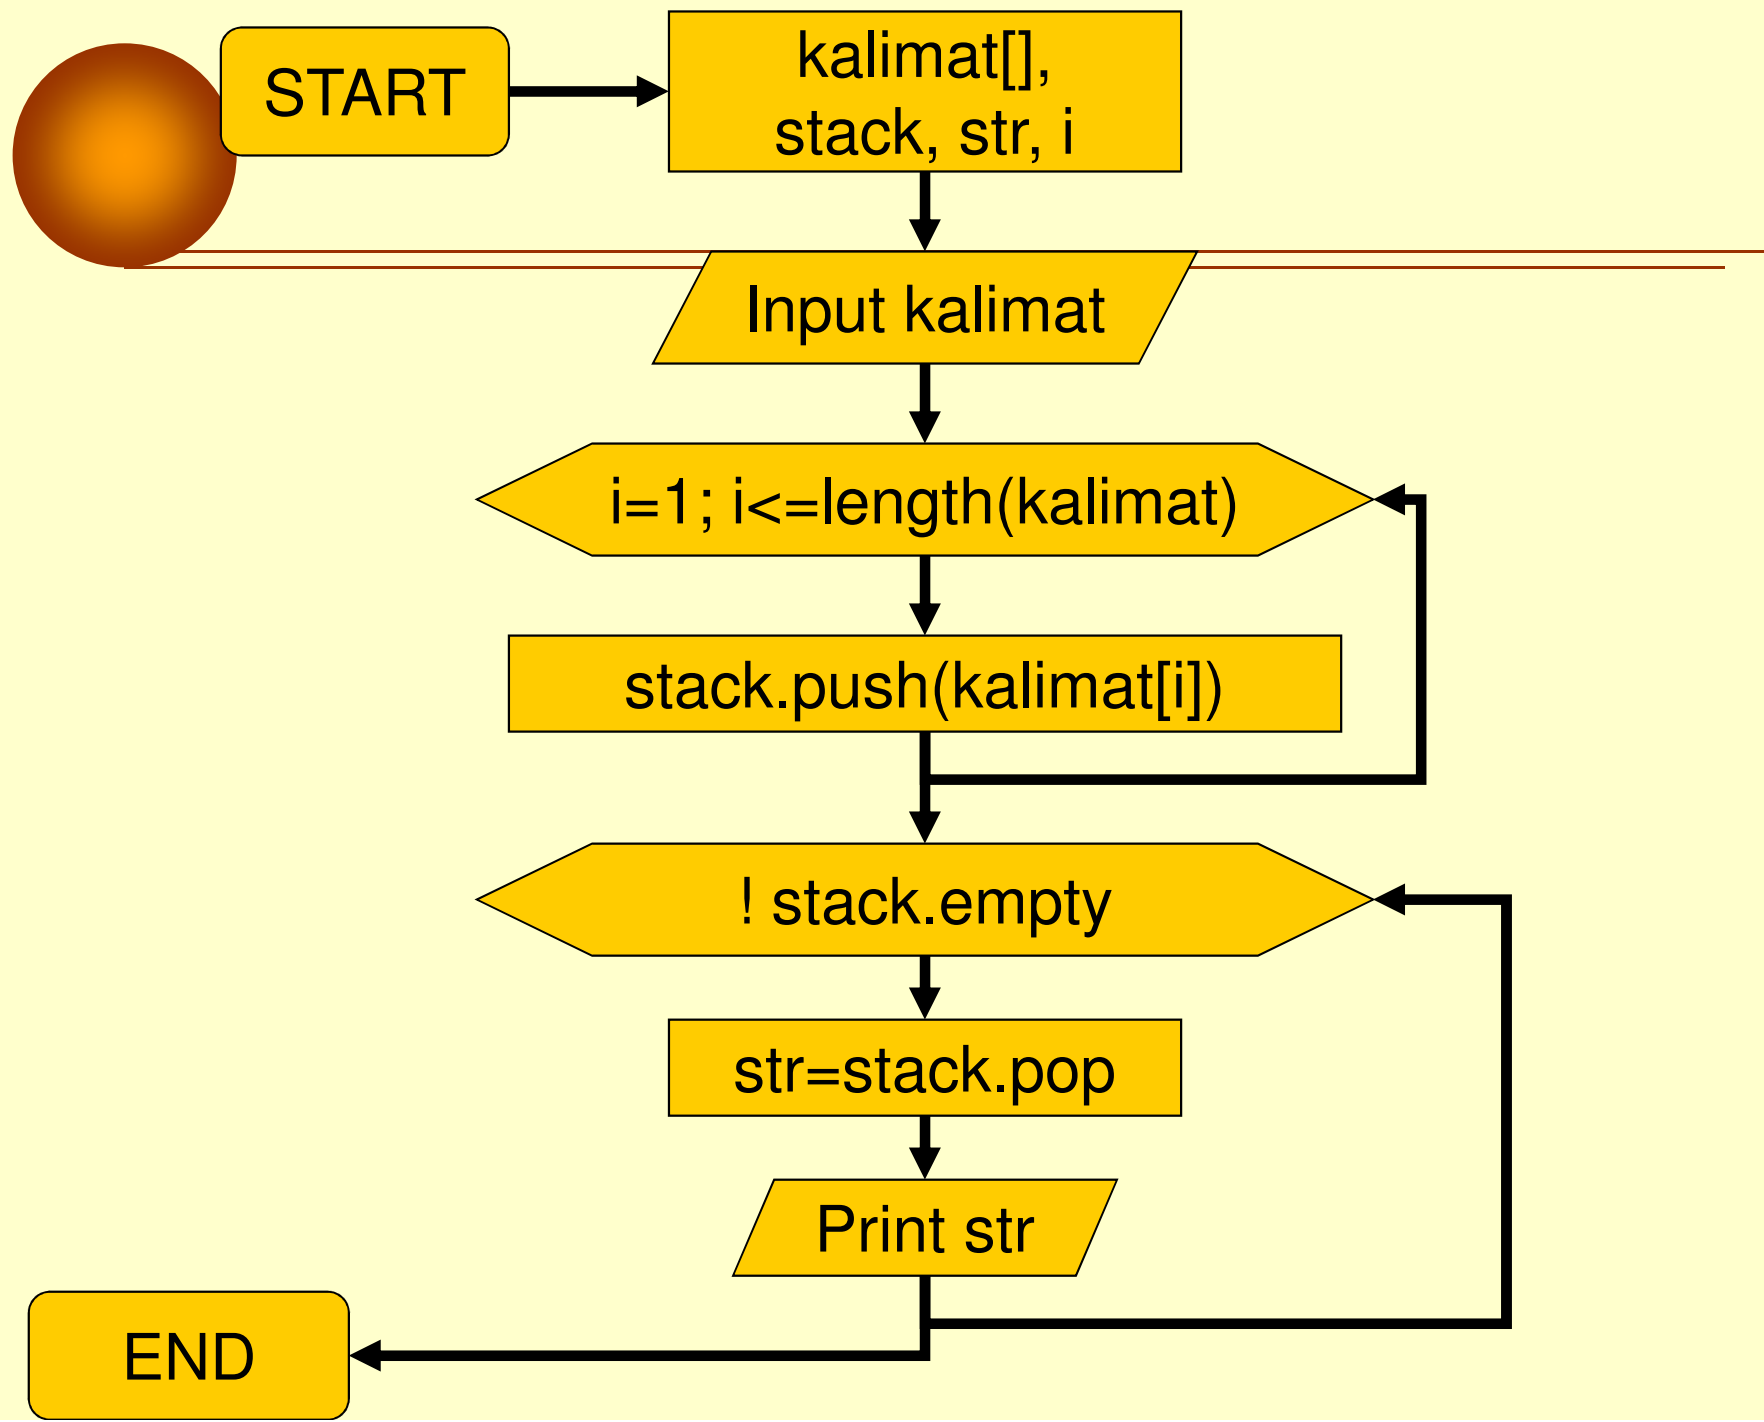 START
kalimat[],
stack, str, i
Input kalimat
i=1; i<=length(kalimat)
stack.push(kalimat[i])
! stack.empty
str=stack.pop
Print str
END